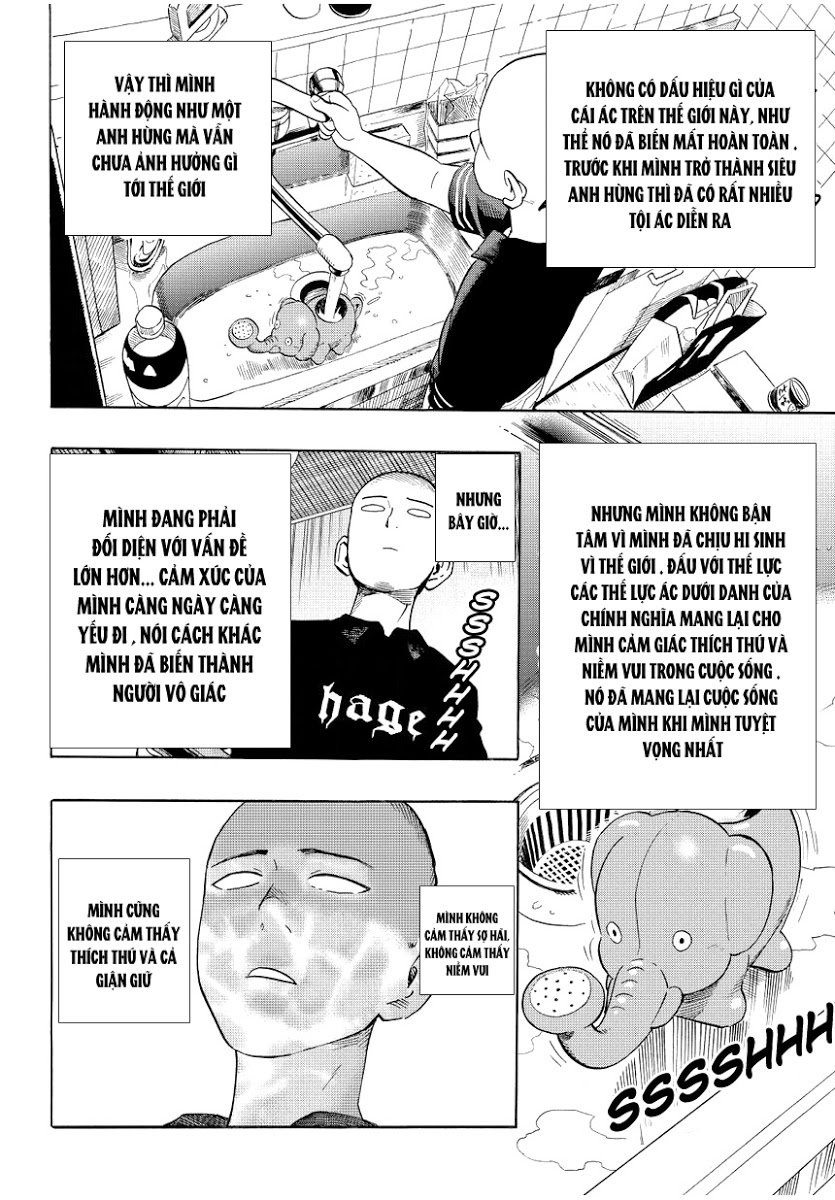 KHÔNG CÓ DẤU HIỆU GÌ CỦA
CÁI ÁC TRÊN THẾ GIỚI NÀY, NHƯ
THỂ NÓ ĐÃ BIẾN MẤT HOÀN TOÀN .
TRƯỚC KHI MÌNH TRỞ THÀNH SIÊU
ANH HÙNG THÌ ĐÃ CÓ RẤT NHIỀU
TỘI ÁC DIỄN RA
VẬY THÌ MÌNH
HÀNH ĐỘNG NHƯ MỘT
ANH HÙNG MÀ VẪN
CHƯA ẢNH HƯỞNG GÌ
TỚI THẾ GIỚI
NHƯNG MÌNH KHÔNG BẬN
TÂM VÌ MÌNH ĐÃ CHỊU HI SINH
VÌ THẾ GIỚI . ĐẤU VỚI THẾ LỰC
CÁC THẾ LỰC ÁC DƯỚI DANH CỦA
CHÍNH NGHĨA MANG LẠI CHO
MÌNH CẢM GIÁC THÍCH THÚ VÀ
NIỀM VUI TRONG CUỘC SỐNG .
NÓ ĐÃ MANG LẠI CUỘC SỐNG
CỦA MÌNH KHI MÌNH TUYỆT
VỌNG NHẤT
SSSSHHH
NHƯNG
BÂY GIỜ...
SSSHHHH
hage
MÌNH ĐANG PHẢI
ĐỐI DIỆN VỚI VẤN ĐỀ
LỚN HƠN... CẢM XÚC CỦA
MÌNH CÀNG NGÀY CÀNG
YẾU ĐI , NÓI CÁCH KHÁC
MÌNH ĐÃ BIẾN THÀNH
NGƯỜI VÔ GIÁC
MÌNH KHÔNG
CẢM THẤY SỢ HÃI,
KHÔNG CẢM THẤY
NIỀM VUI
MÌNH CŨNG
KHÔNG CẢM THẤY
THÍCH THÚ VÀ CẢ
GIẬN GIỮ